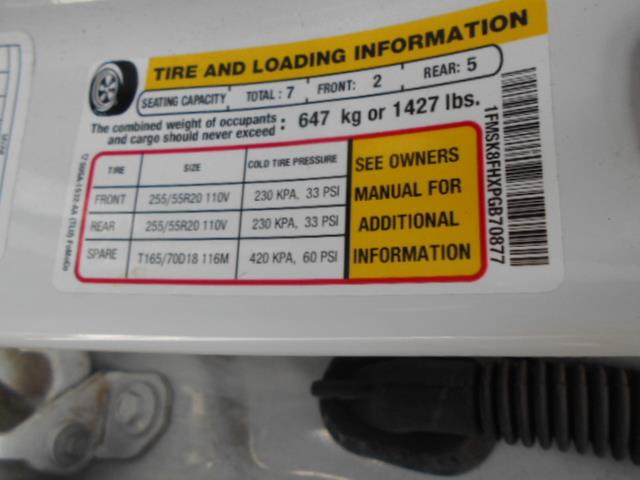 TIRE AND LOADING INFORMATION
SEATING CAPACITY TOTAL : 7 FRONT: 2 REAR: 5
The combined weight of occupants and cargo should never exceed : 647 kg or 1427 lbs.
TIRE SIZE COLD TIRE PRESSURE
FRONT 255/55R20 110V 230 KPA, 33 PSI
REAR 255/55R20 110V 230 KPA, 33 PSI
SPARE T165/70D18 116M 420 KPA, 60 PSI
SEE OWNERS
MANUAL FOR
ADDITIONAL
INFORMATION
1FMSK8FHXPGB70877